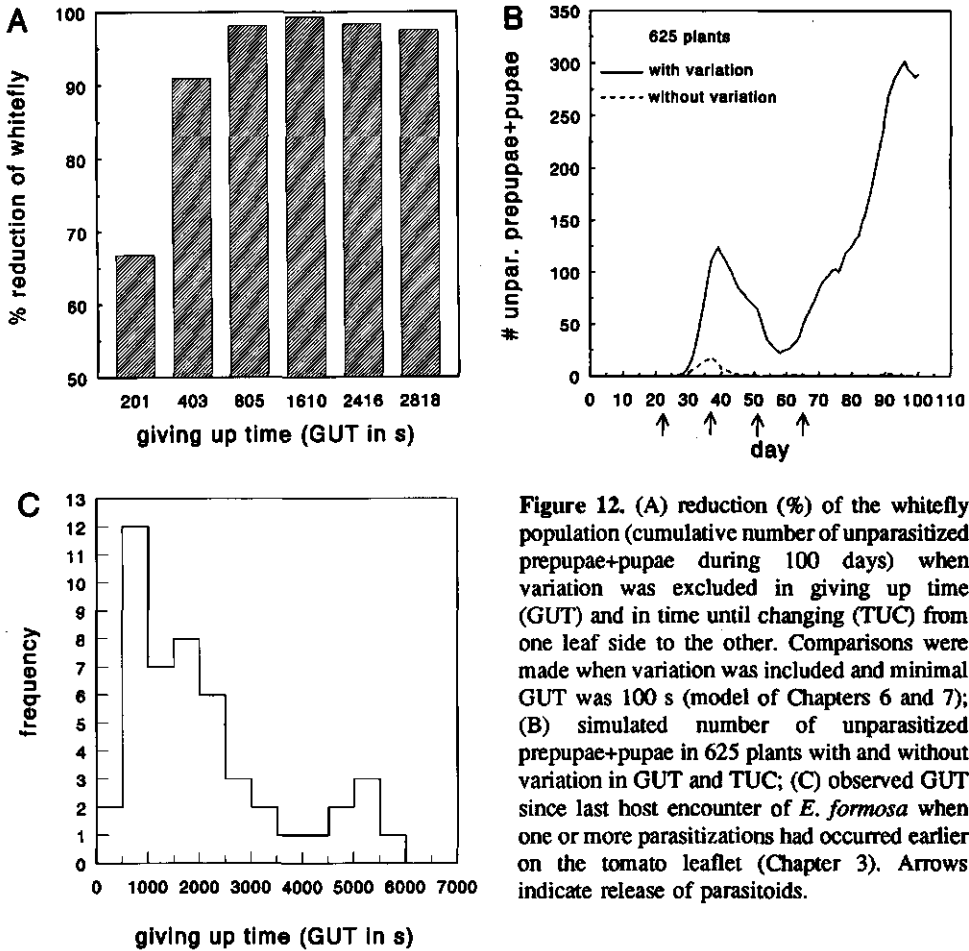 A
% reduction of whitefly
100
90
80
70
60
50
201 403 805 1610 2416 2818
giving up time (GUT in s)
B
# unpar. prepupae+pupae
350
300
250
200
150
100
50
0
625 plants
with variation
without variation
0 10 20 30 40 50 60 70 80 90 100 110
day
C
frequency
13
12
11
10
9
8
7
6
5
4
3
2
1
0
0 1000 2000 3000 4000 5000 6000 7000
giving up time (GUT in s)
Figure 12. (A) reduction (%) of the whitefly
population (cumulative number of unparasitized
prepupae+pupae during 100 days) when
variation was excluded in giving up time
(GUT) and in time until changing (TUC) from
one leaf side to the other. Comparisons were
made when variation was included and minimal
GUT was 100 s (model of Chapters 6 and 7);
(B) simulated number of unparasitized
prepupae+pupae in 625 plants with and without
variation in GUT and TUC; (C) observed GUT
since last host encounter of E. formosa when
one or more parasitizations had occurred earlier
on the tomato leaflet (Chapter 3). Arrows
indicate release of parasitoids.